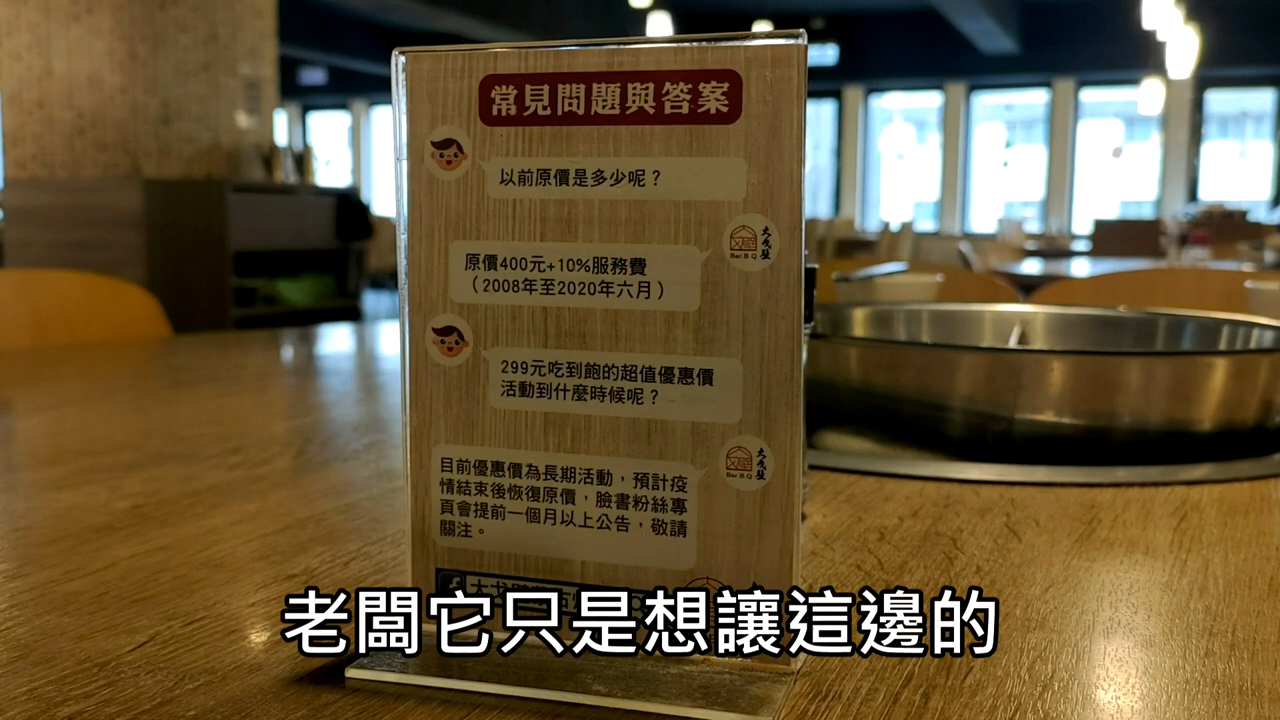 常見問題與答案
以前原價是多少呢？
Bar.B.Q
原價400元+10%服務費
（2008年至2020年六月）
299元吃到飽的超值優惠價
活動到什麼時候呢？
Bar.B.Q
目前優惠價為長期活動，預計疫
情結束後恢復原價，臉書粉絲專
頁會提前一個月以上公告，敬請
關注。
老闆它只是想讓這邊的